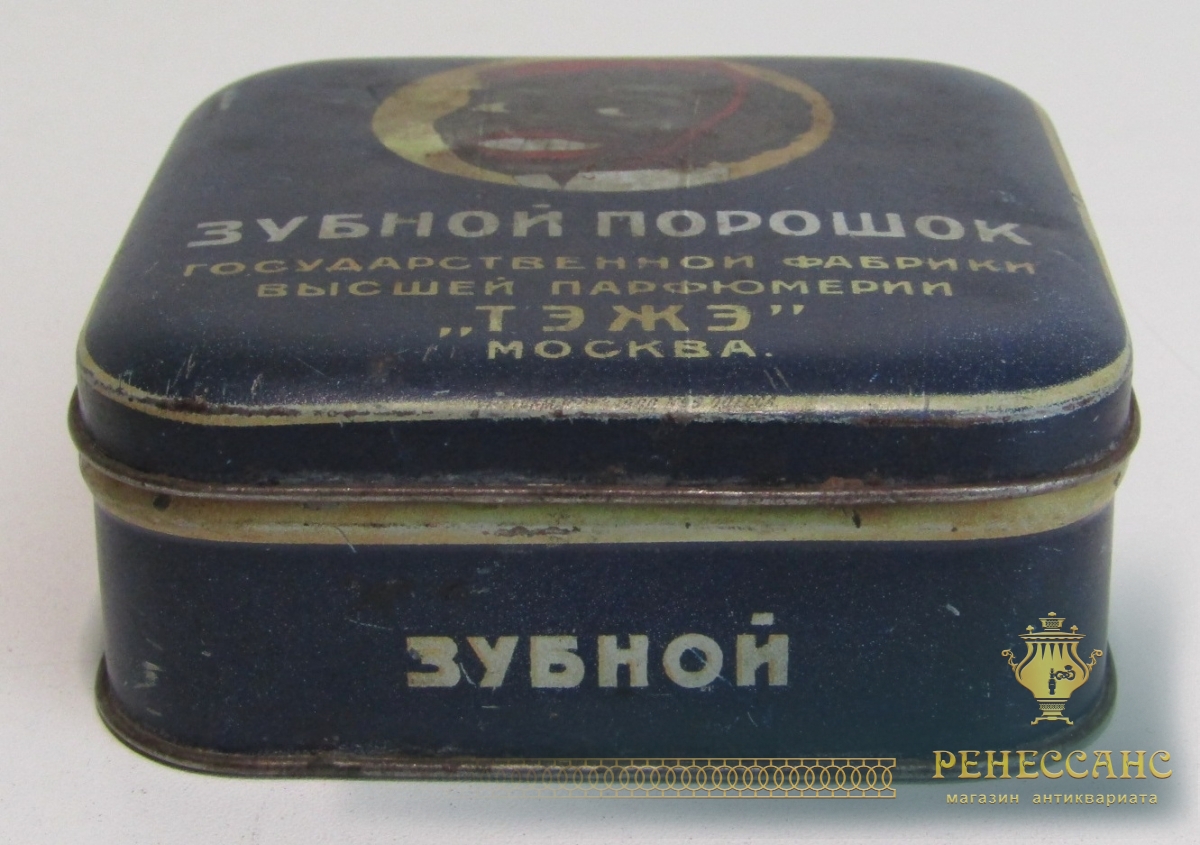 ЗУБНОЙ ПОРОШОК
ГОСУДАРСТВЕННОЙ ФАБРИКИ
ВЫСШЕЙ ПАРФЮМЕРИИ
„ТЭЖЭ”
МОСКВА.
ЗУБНОЙ
РЕНЕССАНС
магазин антиквариата